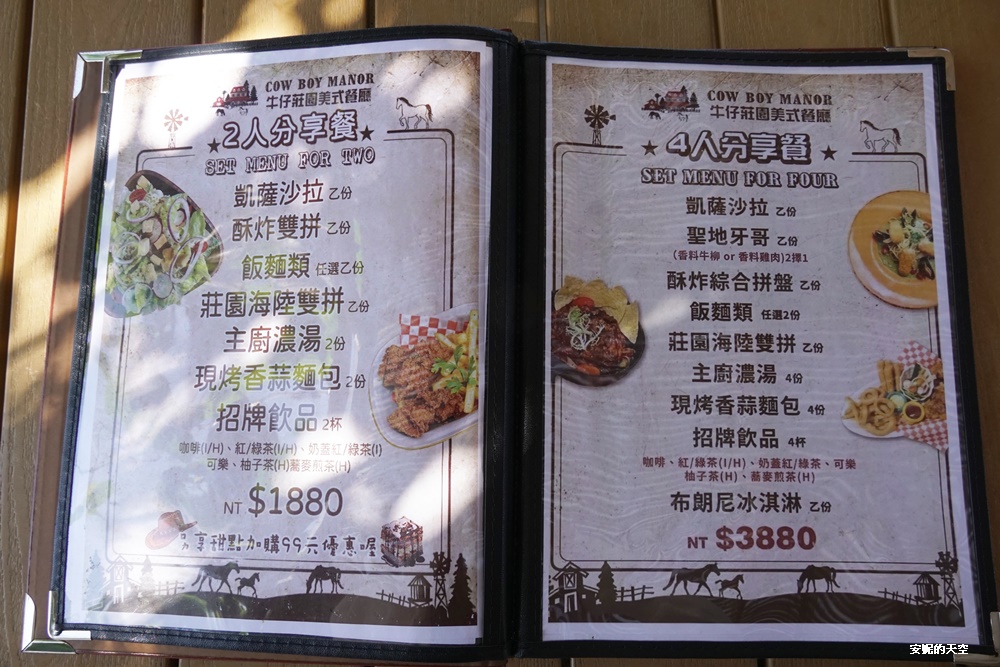 COW BOY MANOR
牛仔莊園美式餐廳
2人分享餐
SET MENU FOR TWO
凱薩沙拉 乙份
酥炸雙拼 乙份
飯麵類 任選乙份
莊園海陸雙拼 乙份
主廚濃湯 2份
現烤香蒜麵包 2份
招牌飲品 2杯
咖啡(I/H)、紅/綠茶(I/H)、奶蓋紅/綠茶(I)
可樂、柚子茶(H)蕎麥煎茶(H)
NT $1880
另享甜點加購99元優惠喔
COW BOY MANOR
牛仔莊園美式餐廳
4人分享餐
SET MENU FOR FOUR
凱薩沙拉 乙份
聖地牙哥 乙份
(香料牛柳 or 香料雞肉)2擇1
酥炸綜合拼盤 乙份
飯麵類 任選2份
莊園海陸雙拼 乙份
主廚濃湯 4份
現烤香蒜麵包 4份
招牌飲品 4杯
咖啡、紅/綠茶(I/H)、奶蓋紅/綠茶、可樂
柚子茶(H)、蕎麥煎茶(H)
布朗尼冰淇淋 乙份
NT $3880
安妮的天空